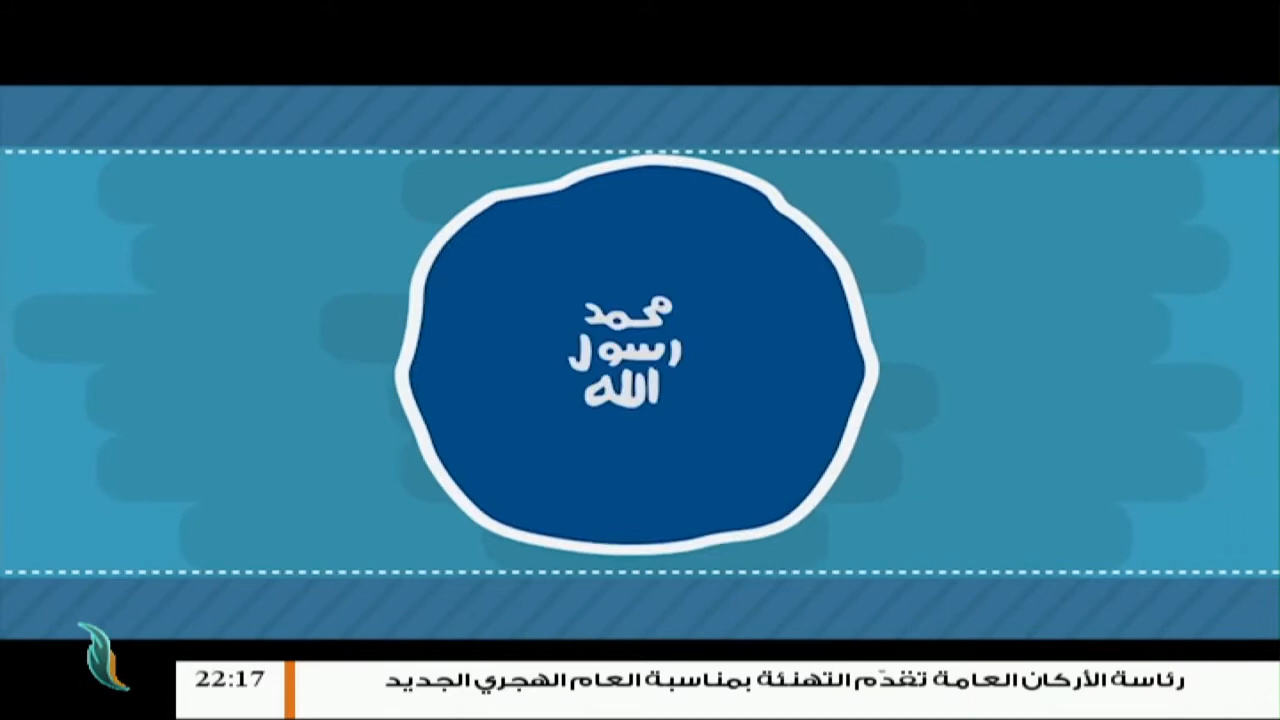 محمد
رسول
الله
22:17
رئاسة الأركان العامة تقدّم التهنئة بمناسبة العام الهجري الجديد